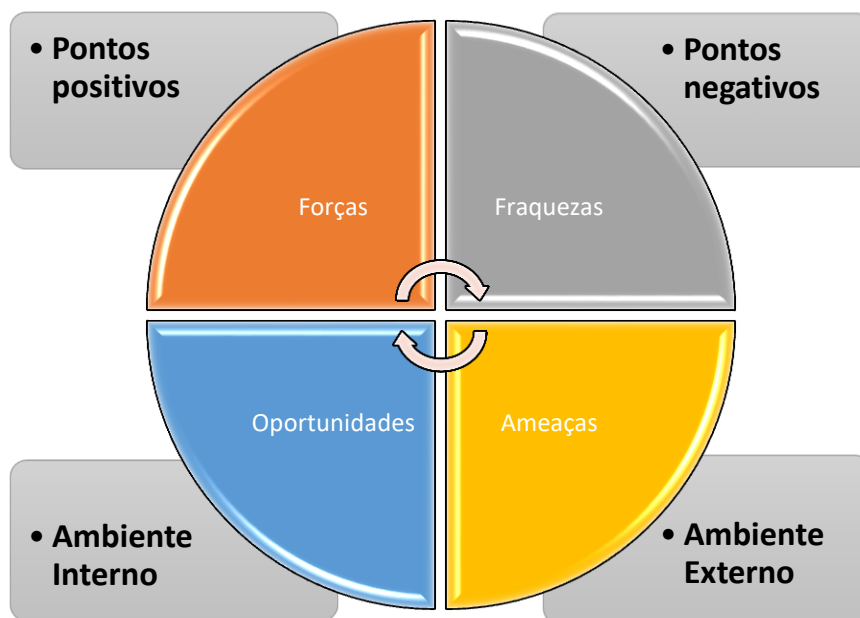 • Pontos
positivos
• Pontos
negativos
Forças
Fraquezas
Oportunidades
Ameaças
• Ambiente
Interno
• Ambiente
Externo